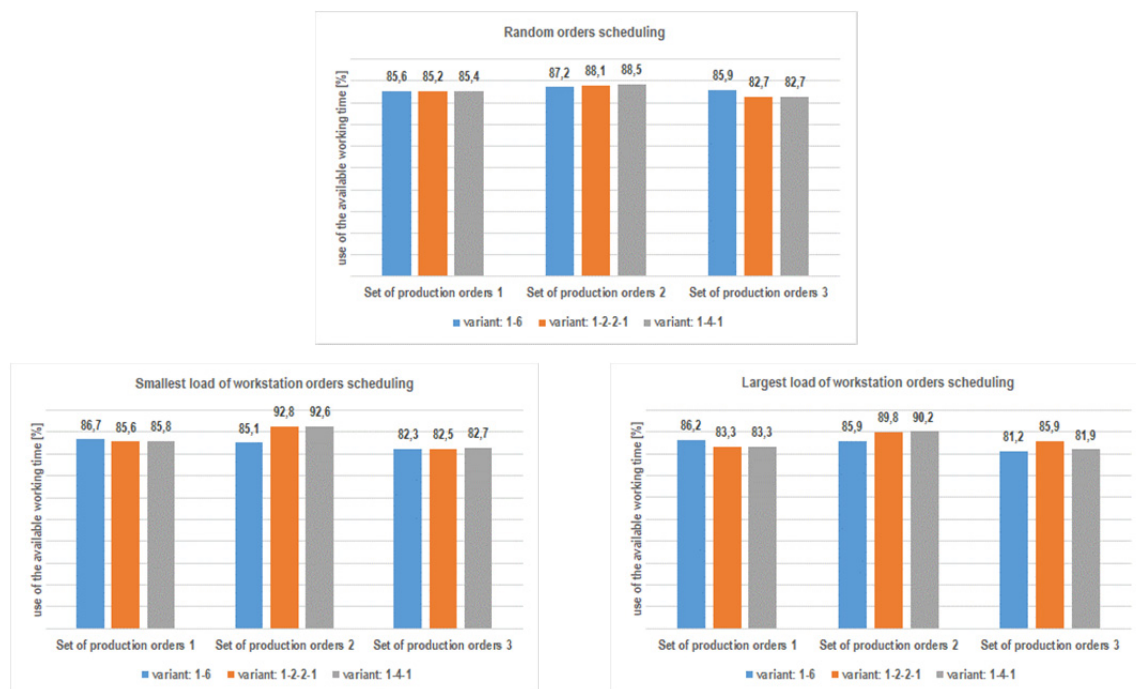 Random orders scheduling
use of the available working time [%]
85,6 85,2 85,4 87,2 88,1 88,5 85,9 82,7 82,7
Set of production orders 1 Set of production orders 2 Set of production orders 3
variant: 1-6 variant: 1-2-2-1 variant: 1-4-1
Smallest load of workstation orders scheduling
use of the available working time [%]
86,7 85,6 85,8 85,1 92,8 92,6 82,3 82,5 82,7
Set of production orders 1 Set of production orders 2 Set of production orders 3
variant: 1-6 variant: 1-2-2-1 variant: 1-4-1
Largest load of workstation orders scheduling
use of the available working time [%]
86,2 83,3 83,3 85,9 89,8 90,2 81,2 85,9 81,9
Set of production orders 1 Set of production orders 2 Set of production orders 3
variant: 1-6 variant: 1-2-2-1 variant: 1-4-1